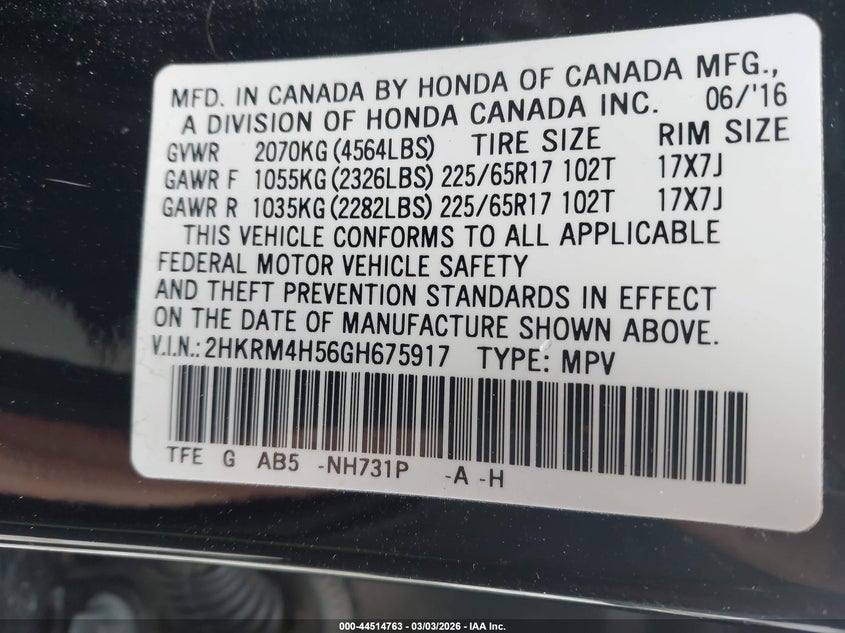 MFD. IN CANADA BY HONDA OF CANADA MFG.,
A DIVISION OF HONDA CANADA INC. 06/'16
GVWR 2070KG (4564LBS) TIRE SIZE RIM SIZE
GAWR F 1055KG (2326LBS) 225/65R17 102T 17X7J
GAWR R 1035KG (2282LBS) 225/65R17 102T 17X7J
THIS VEHICLE CONFORMS TO ALL APPLICABLE
FEDERAL MOTOR VEHICLE SAFETY
AND THEFT PREVENTION STANDARDS IN EFFECT
ON THE DATE OF MANUFACTURE SHOWN ABOVE.
V.I.N.: 2HKRM4H56GH675917 TYPE: MPV
TFE G AB5 -NH731P -A -H
000-44514763 - 03/03/2026 - IAA Inc.